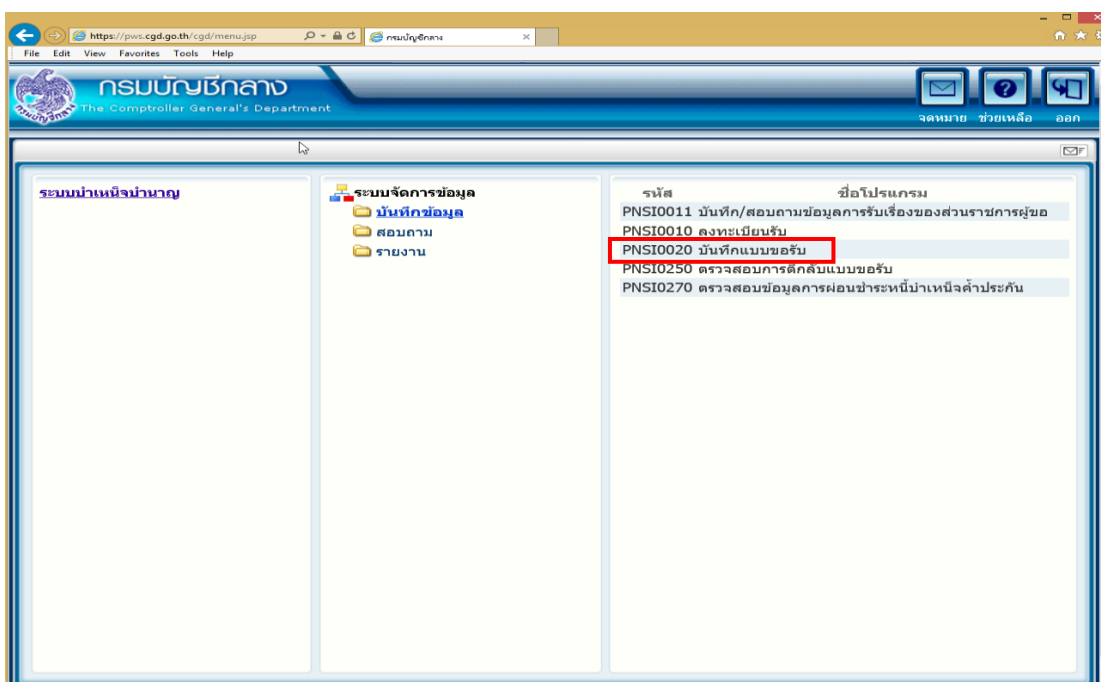 https://pws.cgd.go.th/cgd/menu.jsp
กรมบัญชีกลาง
File Edit View Favorites Tools Help
กรมบัญชีกลาง
The Comptroller General's Department
จดหมาย ช่วยเหลือ ออก
ระบบบำเหน็จบำนาญ
ระบบจัดการข้อมูล
บันทึกข้อมูล
สอบถาม
รายงาน
รหัส ชื่อโปรแกรม
PNSI0011 บันทึก/สอบถามข้อมูลการรับเรื่องของส่วนราชการผู้ขอ
PNSI0010 ลงทะเบียนรับ
PNSI0020 บันทึกแบบขอรับ
PNSI0250 ตรวจสอบการตีกลับแบบขอรับ
PNSI0270 ตรวจสอบข้อมูลการผ่อนชำระหนี้บำเหน็จค้ำประกัน